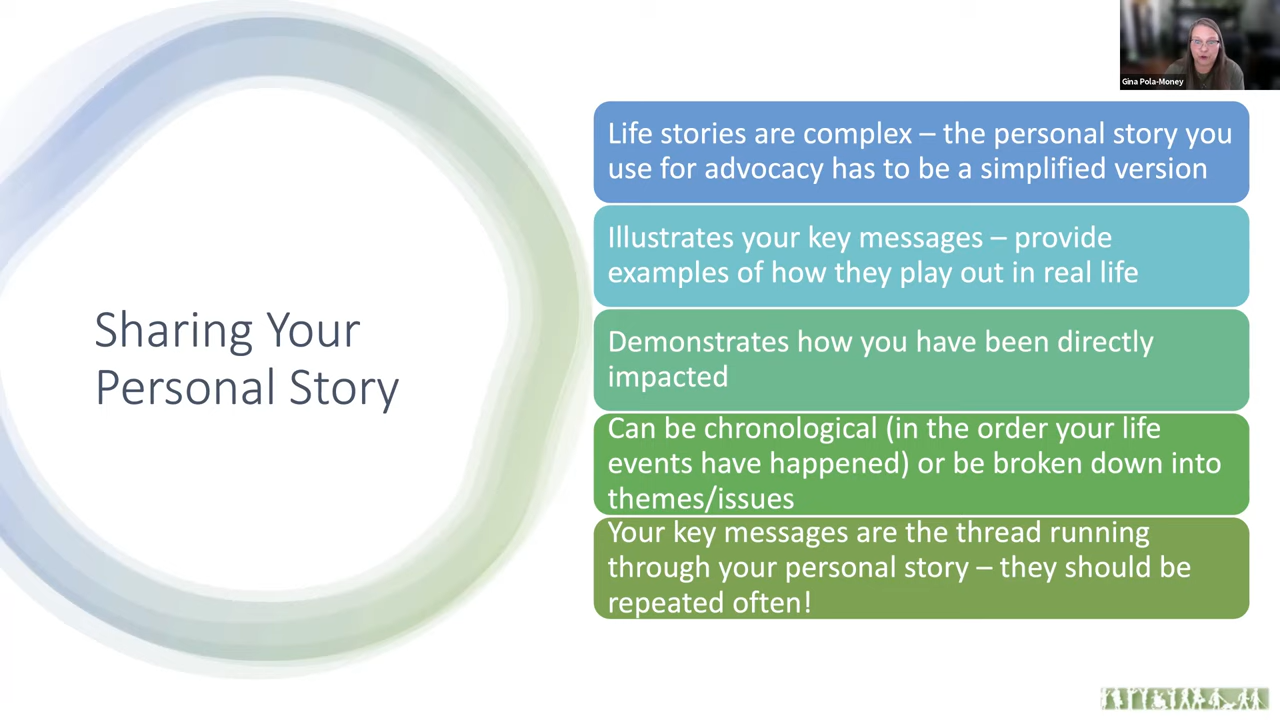 Gina Pola-Money
Sharing Your
Personal Story
Life stories are complex – the personal story you
use for advocacy has to be a simplified version
Illustrates your key messages – provide
examples of how they play out in real life
Demonstrates how you have been directly
impacted
Can be chronological (in the order your life
events have happened) or be broken down into
themes/issues
Your key messages are the thread running
through your personal story – they should be
repeated often!